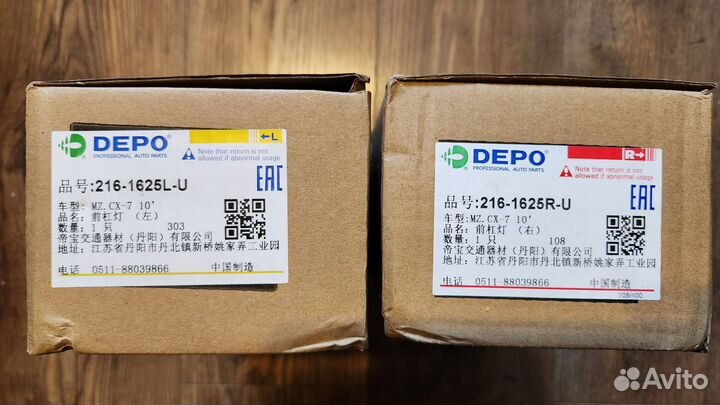 DEPO®
PROFESSIONAL AUTO PARTS
←L
Note that return is not
allowed if abnormal usage
品号:216-1625L-U
EAC
车型: MZ.CX-7 10'
品名: 前杠灯 (左)
数量: 1 只 303
帝宝交通器材(丹阳)有限公司
地址: 江苏省丹阳市丹北镇新桥姚家弄工业园
电话 0511-88039866 中国制造
DEPO®
PROFESSIONAL AUTO PARTS
R→
Note that return is not
allowed if abnormal usage
品号:216-1625R-U
EAC
车型:MZ.CX-7 10'
品名: 前杠灯 (右)
数量: 1 只 108
帝宝交通器材(丹阳)有限公司
地址: 江苏省丹阳市丹北镇新桥姚家弄工业园
电话 0511-88039866 中国制造
Avito